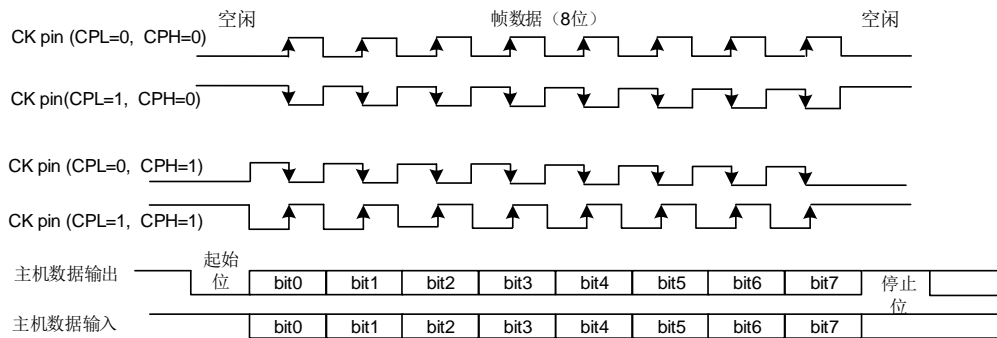 空闲 帧数据（8位） 空闲
CK pin (CPL=0, CPH=0)
CK pin(CPL=1, CPH=0)
CK pin (CPL=0, CPH=1)
CK pin (CPL=1, CPH=1)
主机数据输出 起始位 bit0 bit1 bit2 bit3 bit4 bit5 bit6 bit7 停止位
主机数据输入 bit0 bit1 bit2 bit3 bit4 bit5 bit6 bit7